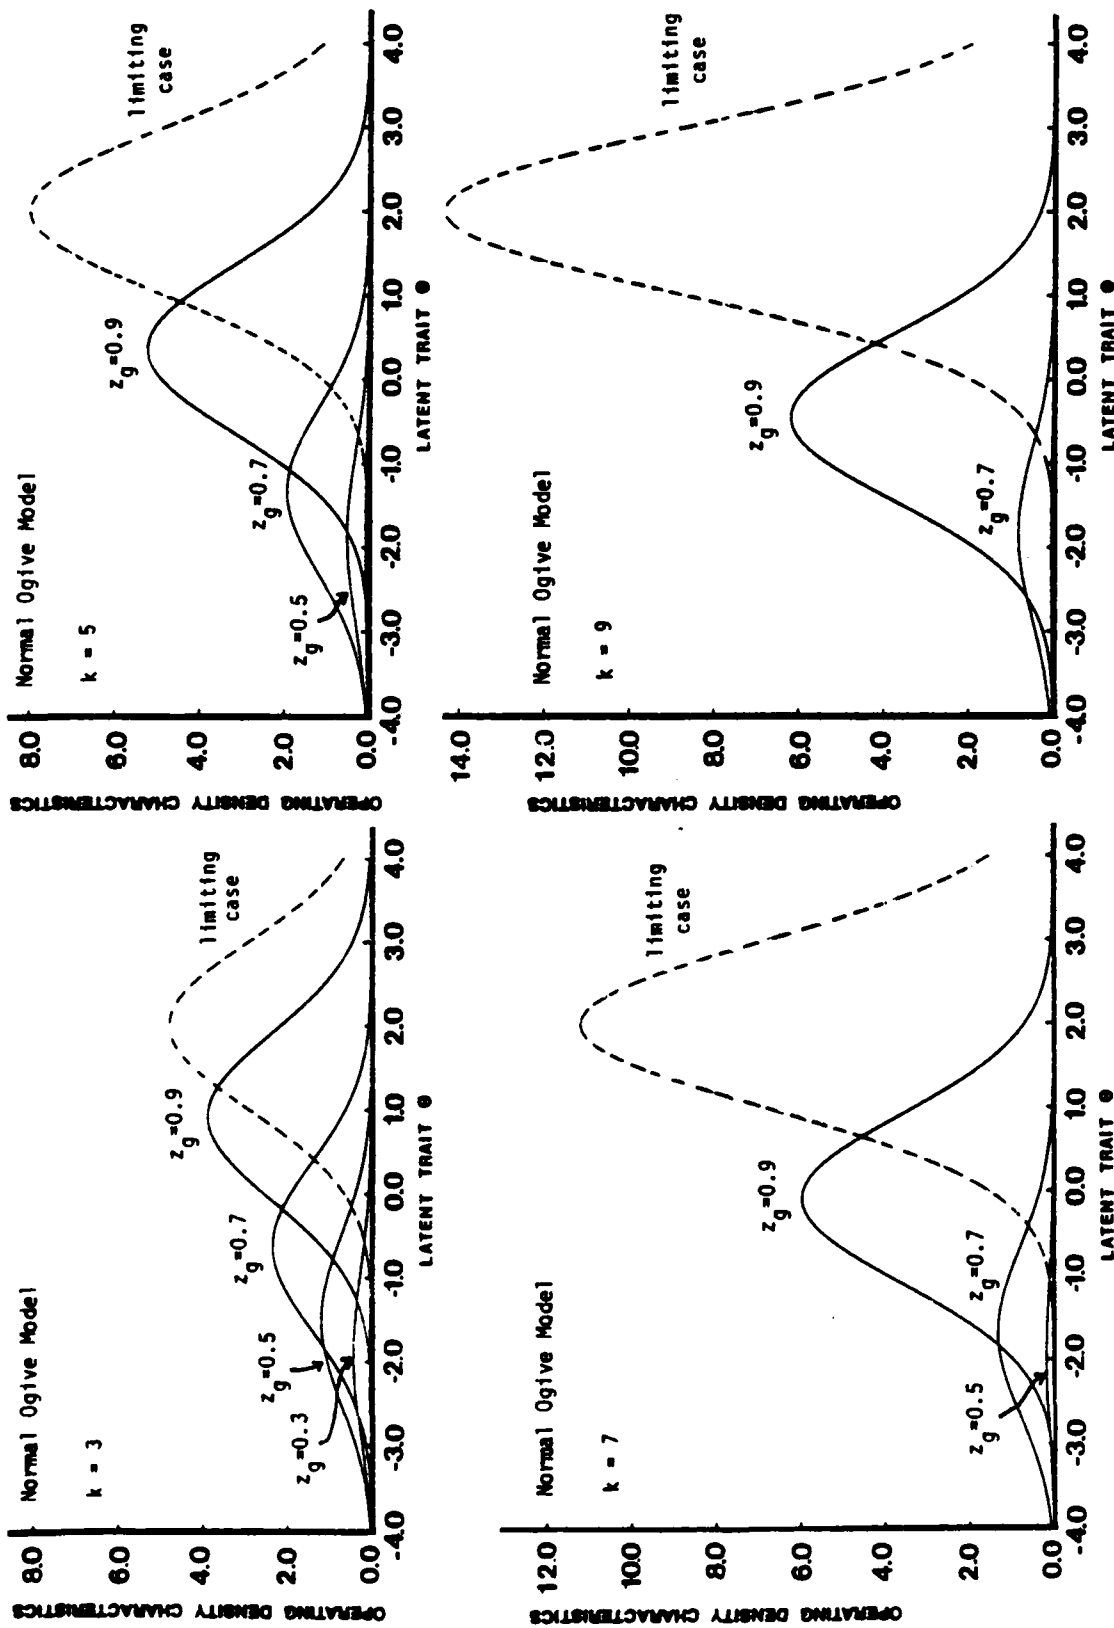 Normal Ogive Model
k = 3
OPERATING DENSITY CHARACTERISTICS
8.0
6.0
4.0
2.0
0.0
z_g=0.3
z_g=0.5
z_g=0.7
z_g=0.9
limiting
case
-4.0 -3.0 -2.0 -1.0 0.0 1.0 2.0 3.0 4.0
LATENT TRAIT θ
Normal Ogive Model
k = 5
OPERATING DENSITY CHARACTERISTICS
8.0
6.0
4.0
2.0
0.0
z_g=0.5
z_g=0.7
z_g=0.9
limiting
case
-4.0 -3.0 -2.0 -1.0 0.0 1.0 2.0 3.0 4.0
LATENT TRAIT θ
Normal Ogive Model
k = 7
OPERATING DENSITY CHARACTERISTICS
12.0
10.0
8.0
6.0
4.0
2.0
0.0
z_g=0.5
z_g=0.7
z_g=0.9
limiting
case
-4.0 -3.0 -2.0 -1.0 0.0 1.0 2.0 3.0 4.0
LATENT TRAIT θ
Normal Ogive Model
k = 9
OPERATING DENSITY CHARACTERISTICS
14.0
12.0
10.0
8.0
6.0
4.0
2.0
0.0
z_g=0.7
z_g=0.9
limiting
case
-4.0 -3.0 -2.0 -1.0 0.0 1.0 2.0 3.0 4.0
LATENT TRAIT θ